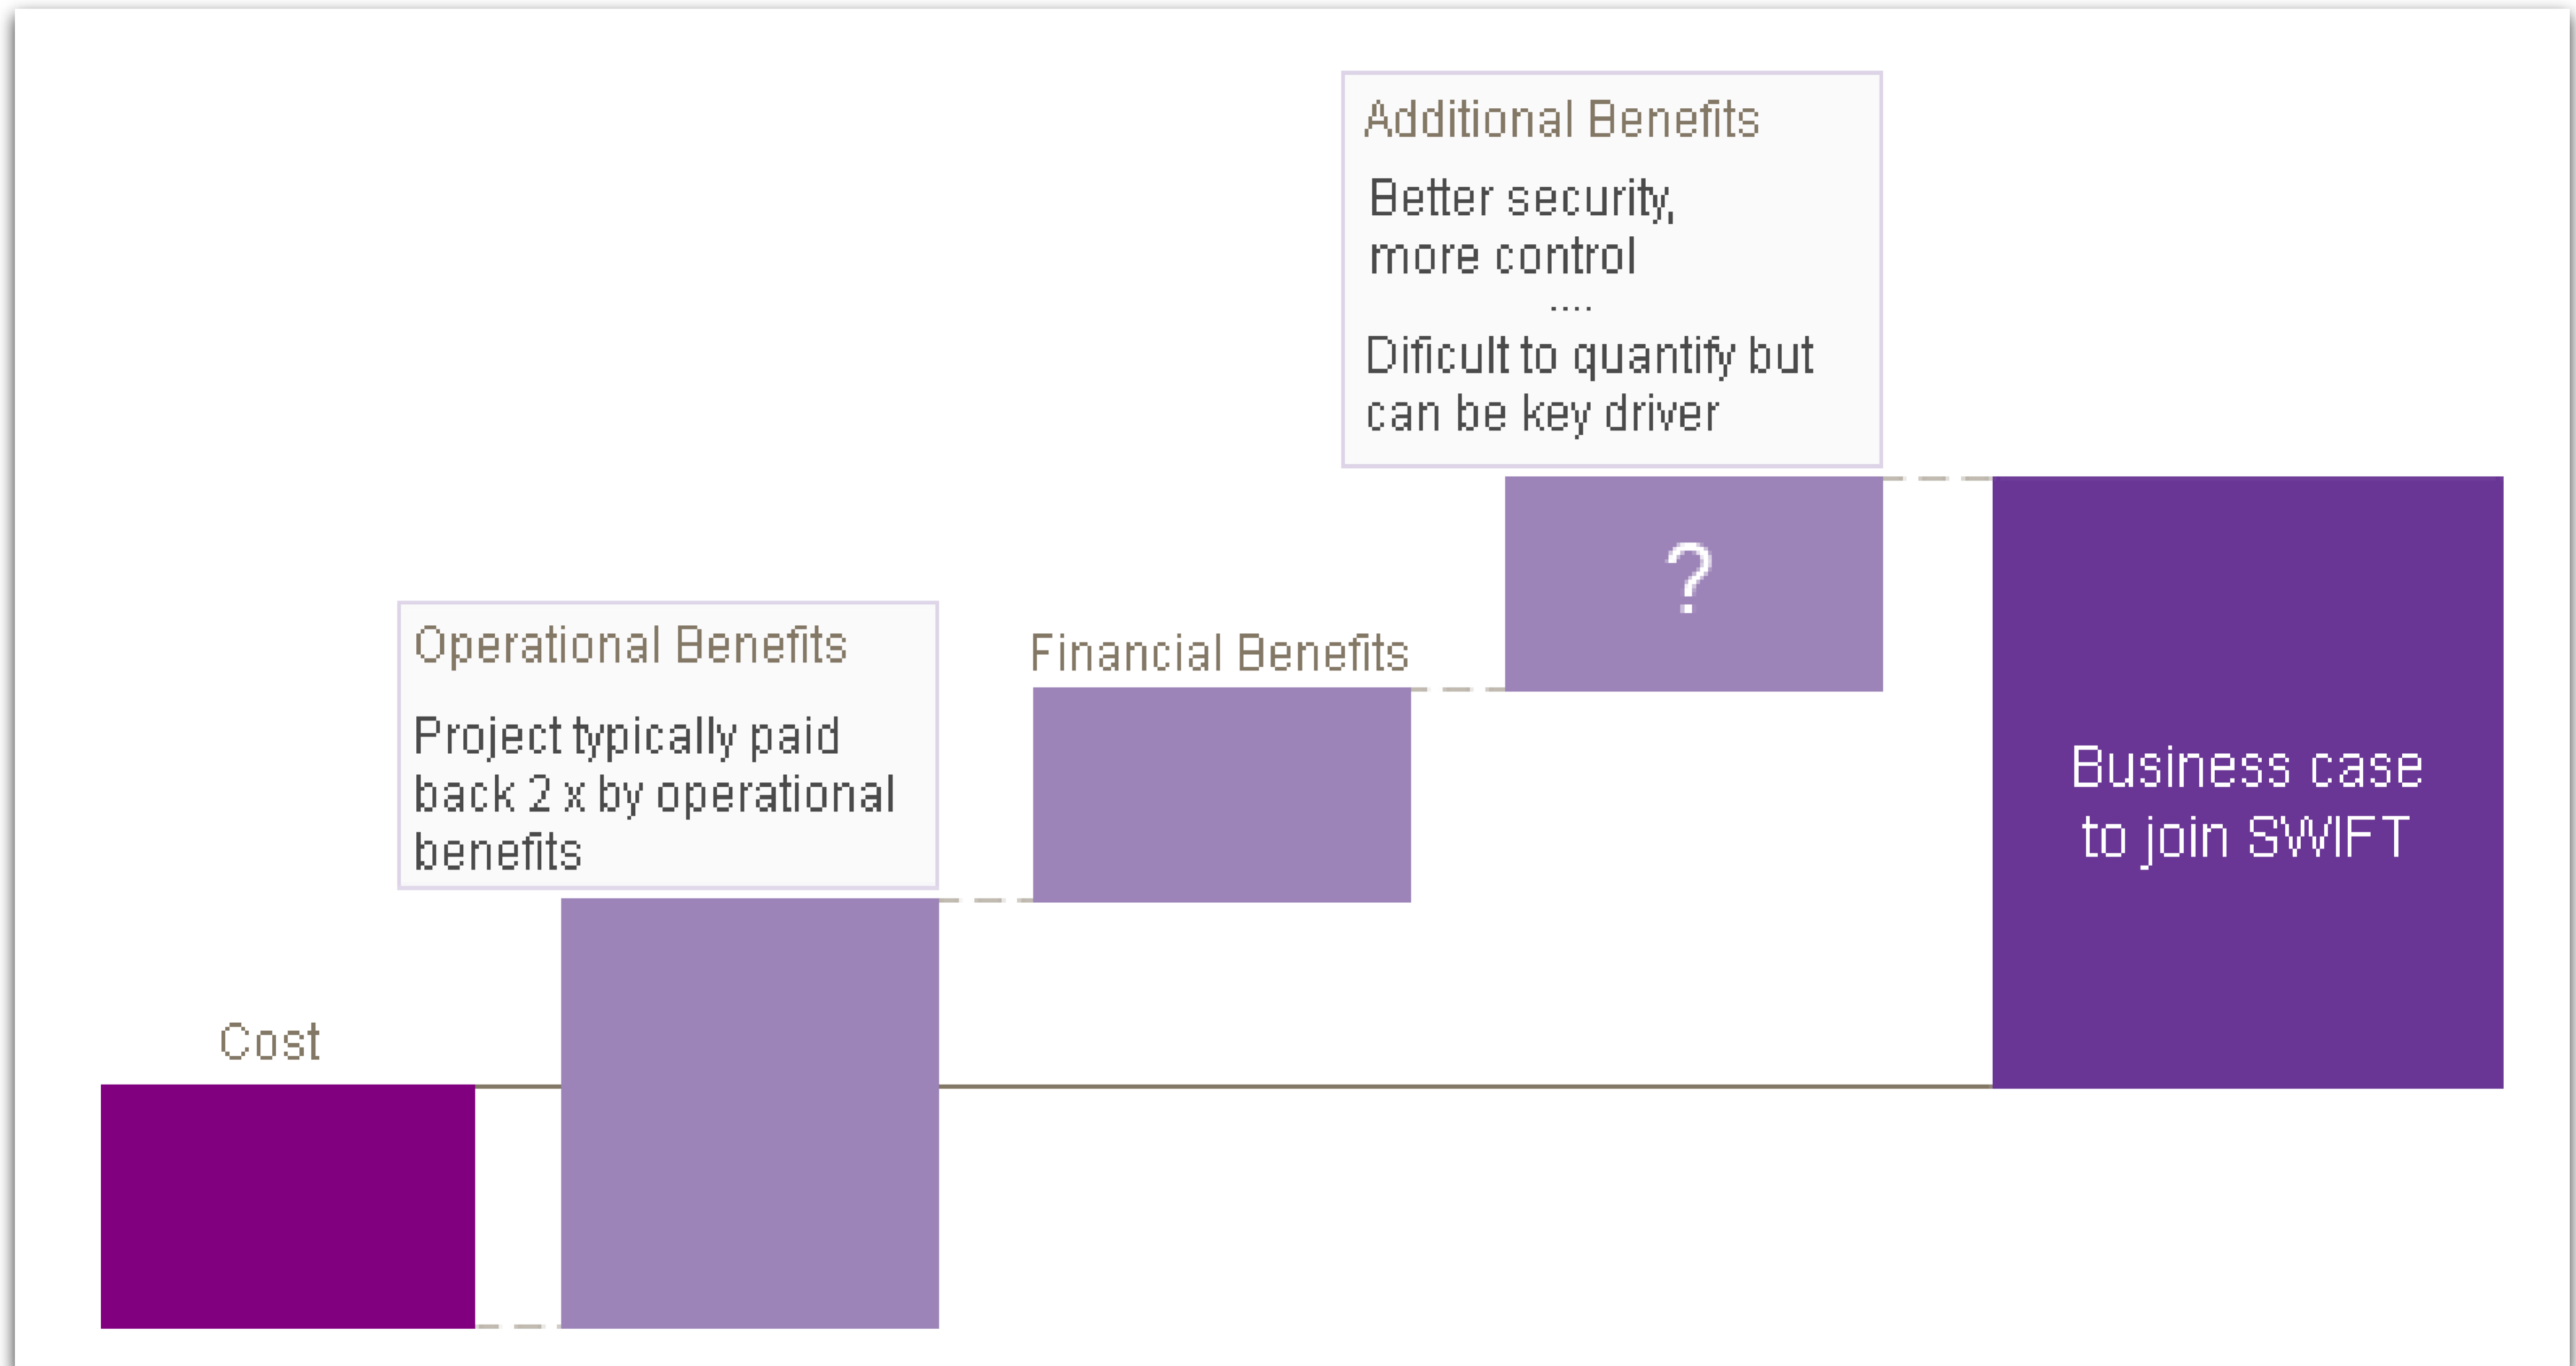 Cost
Operational Benefits
Project typically paid
back 2 x by operational
benefits
Financial Benefits
Additional Benefits
Better security,
more control
....
Dificult to quantify but
can be key driver
?
Business case
to join SWIFT